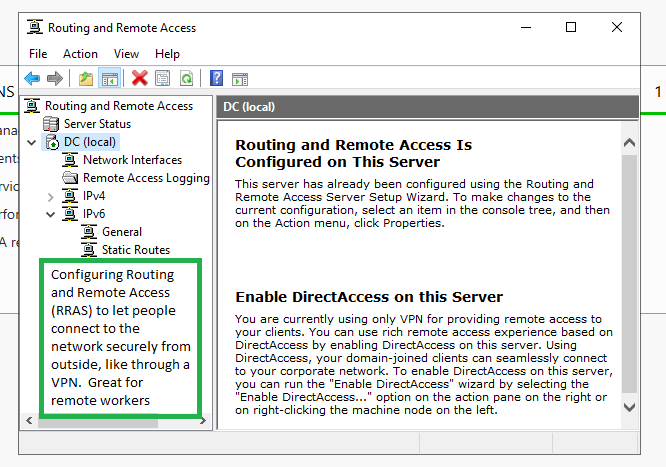 Routing and Remote Access
File Action View Help
NS
1
Routing and Remote Access
Server Status
DC (local)
Network Interfaces
Remote Access Logging
IPv4
IPv6
General
Static Routes
Configuring Routing
and Remote Access
(RRAS) to let people
connect to the
network securely from
outside, like through a
VPN. Great for
remote workers
DC (local)
Routing and Remote Access Is
Configured on This Server
This server has already been configured using the Routing and
Remote Access Server Setup Wizard. To make changes to the
current configuration, select an item in the console tree, and then
on the Action menu, click Properties.
Enable DirectAccess on this Server
You are currently using only VPN for providing remote access to
your clients. You can use rich remote access experience based on
DirectAccess by enabling DirectAccess on this server. Using
DirectAccess, your domain-joined clients can seamlessly connect
to your corporate network. To enable DirectAccess on this server,
you can run the "Enable DirectAccess" wizard by selecting the
"Enable DirectAccess..." option on the action pane on the right or
on right-clicking the machine node on the left.